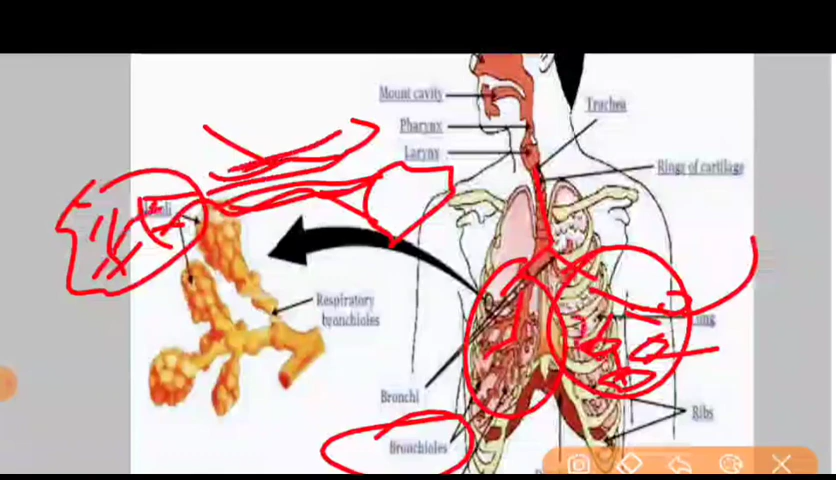 Mount cavity
Trachea
Pharynx
Larynx
Rings of cartilage
Respiratory
bronchioles
Bronchi
Ribs
Bronchioles